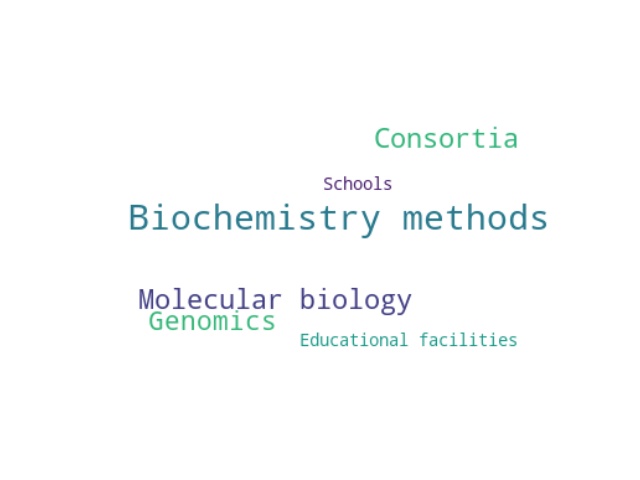 Consortia
Schools
Biochemistry methods
Molecular biology
Genomics
Educational facilities